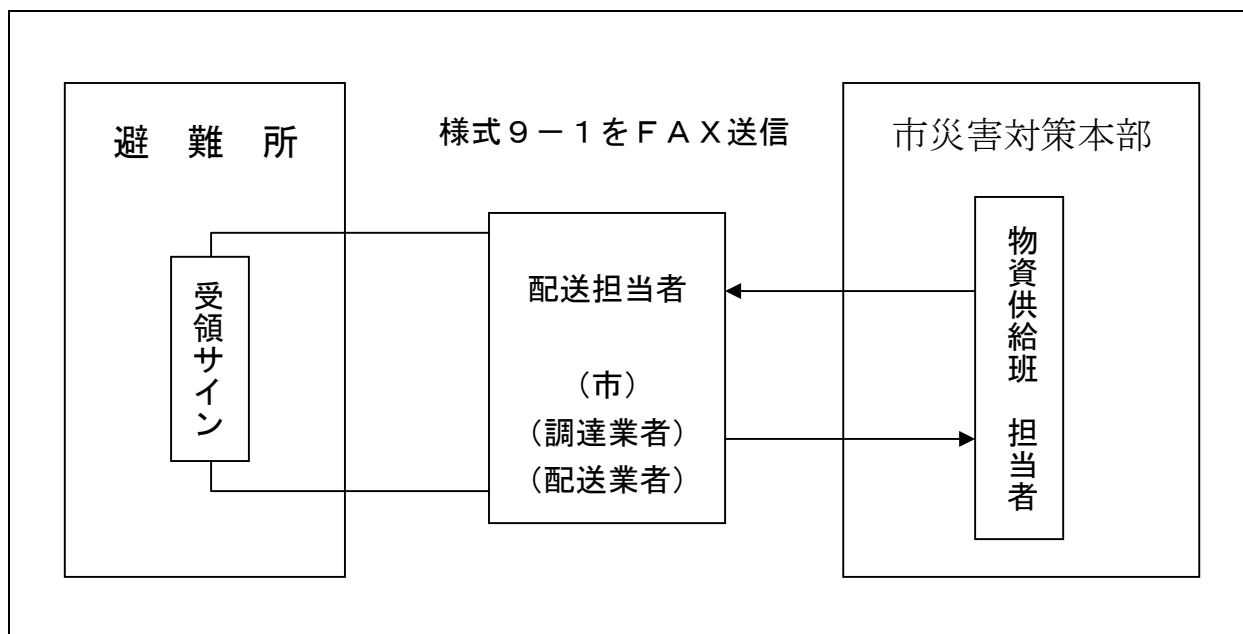 避　難　所
様式９－１をＦＡＸ送信
市災害対策本部
受領サイン
配送担当者
（市）
（調達業者）
（配送業者）
物資供給班　担当者